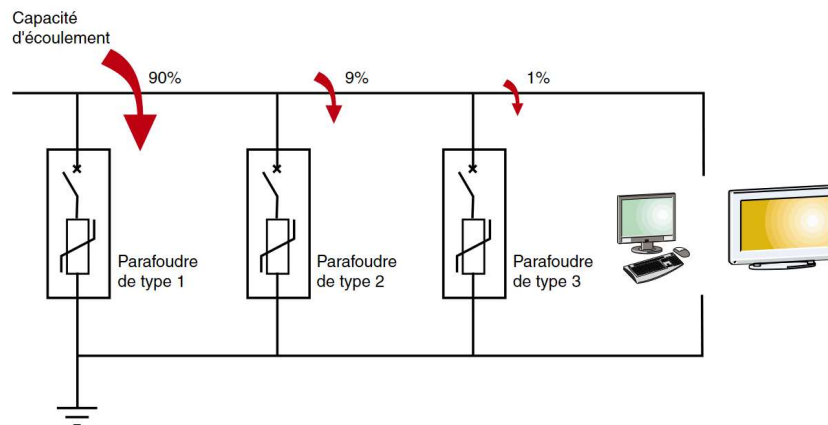 Capacité
d'écoulement
90%
9%
1%
Parafoudre
de type 1
Parafoudre
de type 2
Parafoudre
de type 3